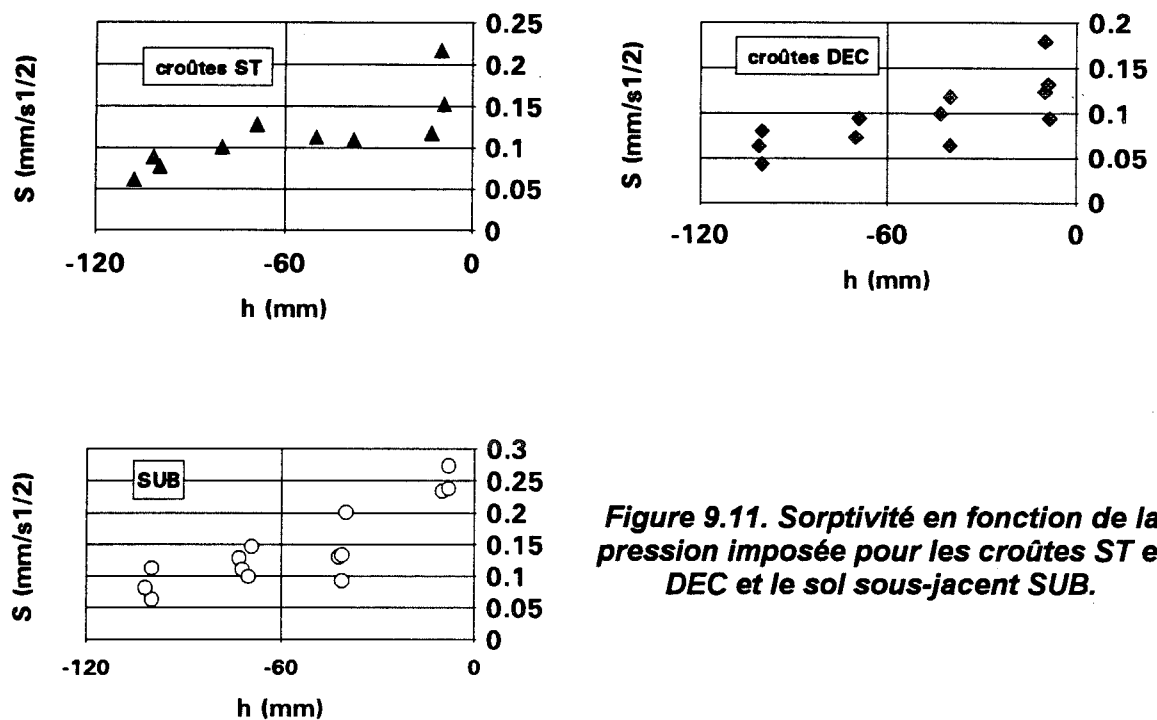 croûtes ST
S (mm/s1/2)
0.25
0.2
0.15
0.1
0.05
0
-120 -60 0
h (mm)
croûtes DEC
S (mm/s1/2)
0.2
0.15
0.1
0.05
0
-120 -60 0
h (mm)
SUB
S (mm/s1/2)
0.3
0.25
0.2
0.15
0.1
0.05
0
-120 -60 0
h (mm)
Figure 9.11. Sorptivité en fonction de la
pression imposée pour les croûtes ST e
DEC et le sol sous-jacent SUB.